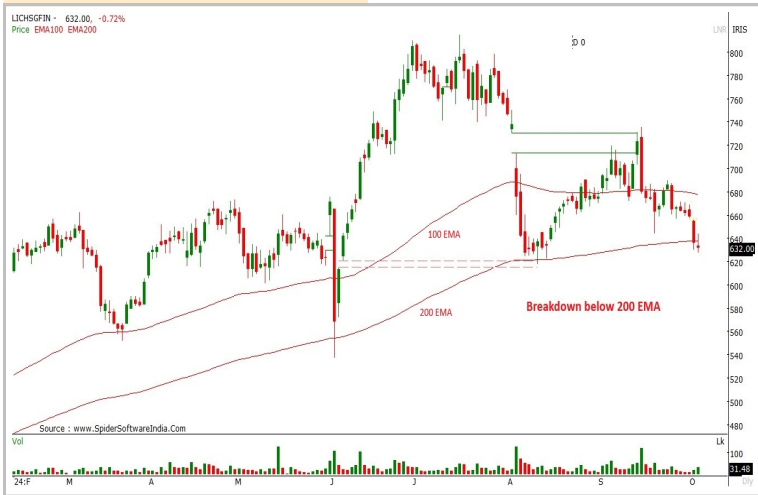 LICHSGFIN - 632.00, -0.72%
Price EMA100 EMA200
LNR IRIS
D 0
800
780
760
740
720
700
680
660
640
632.00
620
600
580
560
540
520
500
480
100 EMA
200 EMA
Breakdown below 200 EMA
Source : www.SpiderSoftwareIndia.Com
Vol
Lk
100
31.48
24:F M A M J J A S O Dly